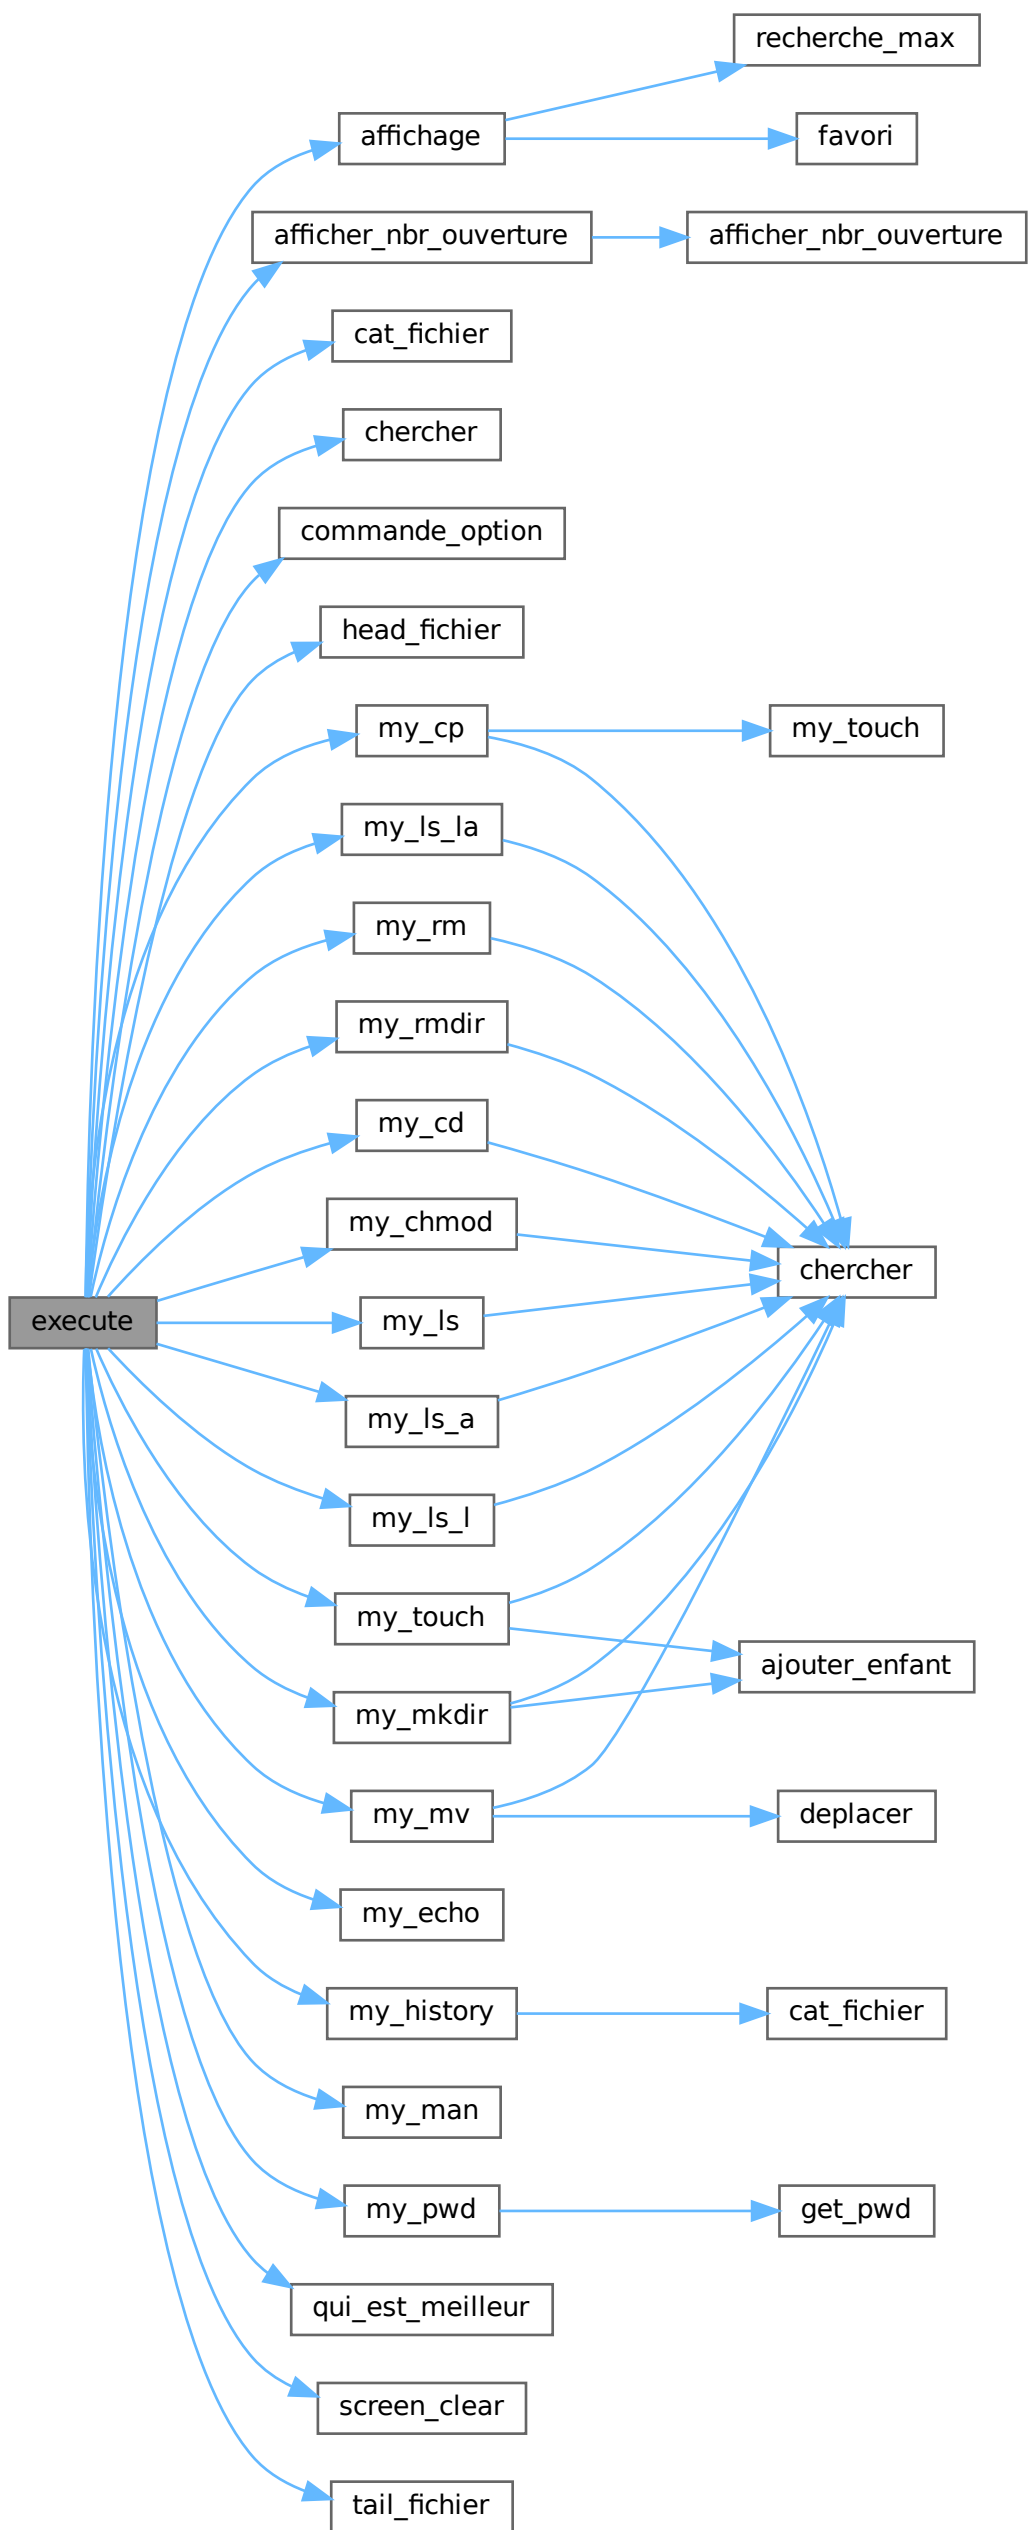 recherche_max
affichage
favori
afficher_nbr_ouverture
afficher_nbr_ouverture
cat_fichier
chercher
commande_option
head_fichier
my_cp
my_touch
my_ls_la
my_rm
my_rmdir
my_cd
my_chmod
chercher
execute
my_ls
my_ls_a
my_ls_l
my_touch
ajouter_enfant
my_mkdir
my_mv
deplacer
my_echo
my_history
cat_fichier
my_man
my_pwd
get_pwd
qui_est_meilleur
screen_clear
tail_fichier